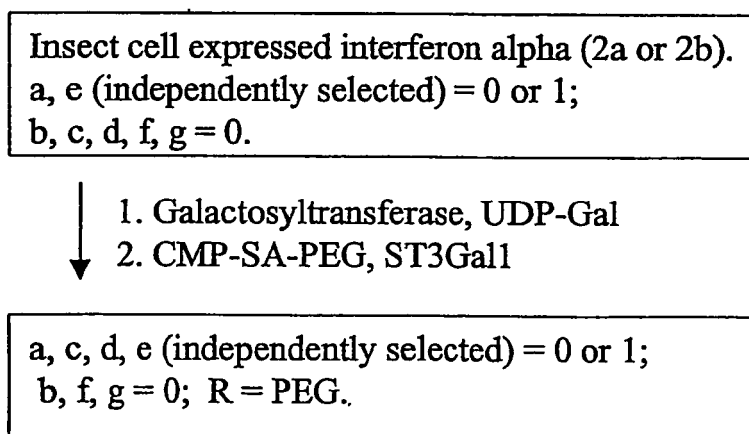 Insect cell expressed interferon alpha (2a or 2b).
a, e (independently selected) = 0 or 1;
b, c, d, f, g = 0.
1. Galactosyltransferase, UDP-Gal
2. CMP-SA-PEG, ST3Gal1
a, c, d, e (independently selected) = 0 or 1;
b, f, g = 0; R = PEG.